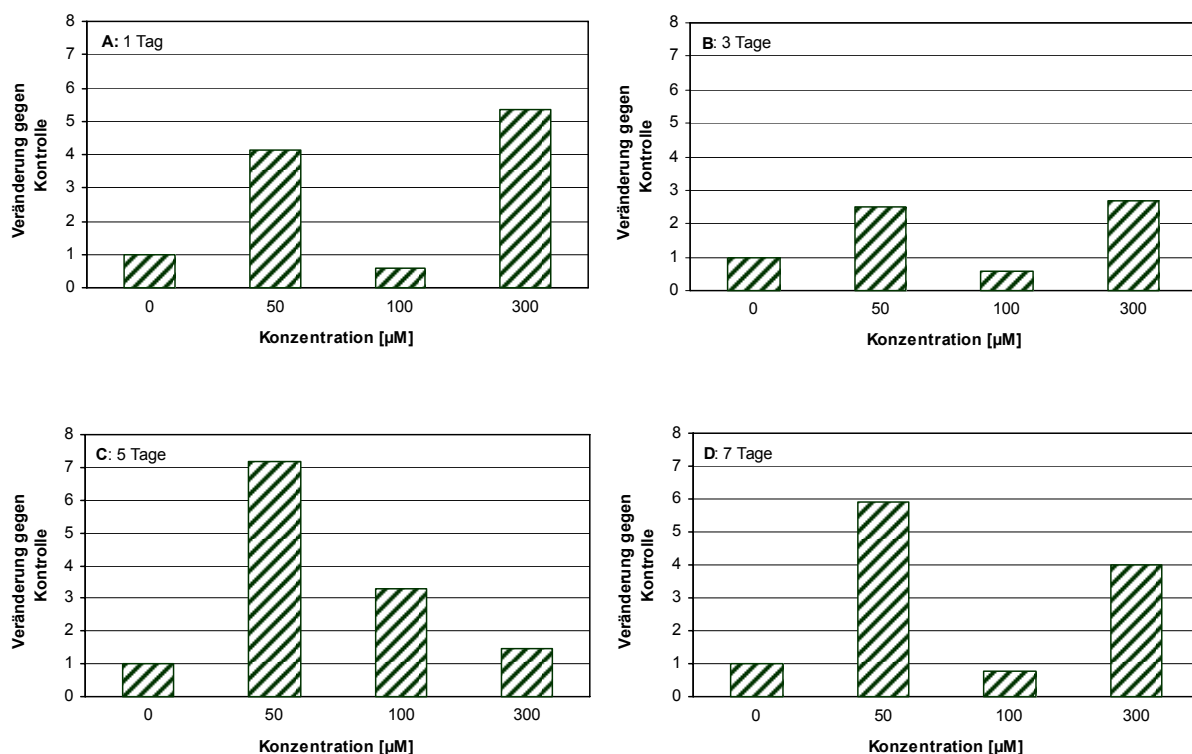 A: 1 Tag
Veränderung gegen
Kontrolle
8
7
6
5
4
3
2
1
0
0 50 100 300
Konzentration [µM]
B: 3 Tage
Veränderung gegen
Kontrolle
8
7
6
5
4
3
2
1
0
0 50 100 300
Konzentration [µM]
C: 5 Tage
Veränderung gegen
Kontrolle
8
7
6
5
4
3
2
1
0
0 50 100 300
Konzentration [µM]
D: 7 Tage
Veränderung gegen
Kontrolle
8
7
6
5
4
3
2
1
0
0 50 100 300
Konzentration [µM]